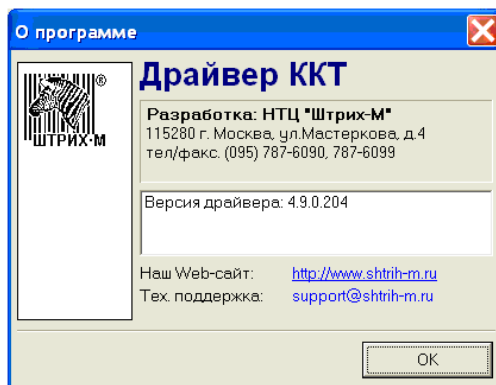 О программе
®
ШТРИХ-М
Драйвер ККТ
Разработка: НТЦ "Штрих-М"
115280 г. Москва, ул.Мастеркова, д.4
тел/факс. (095) 787-6090, 787-6099
Версия драйвера: 4.9.0.204
Наш Web-сайт: http://www.shtrih-m.ru
Тех. поддержка: support@shtrih-m.ru
OK